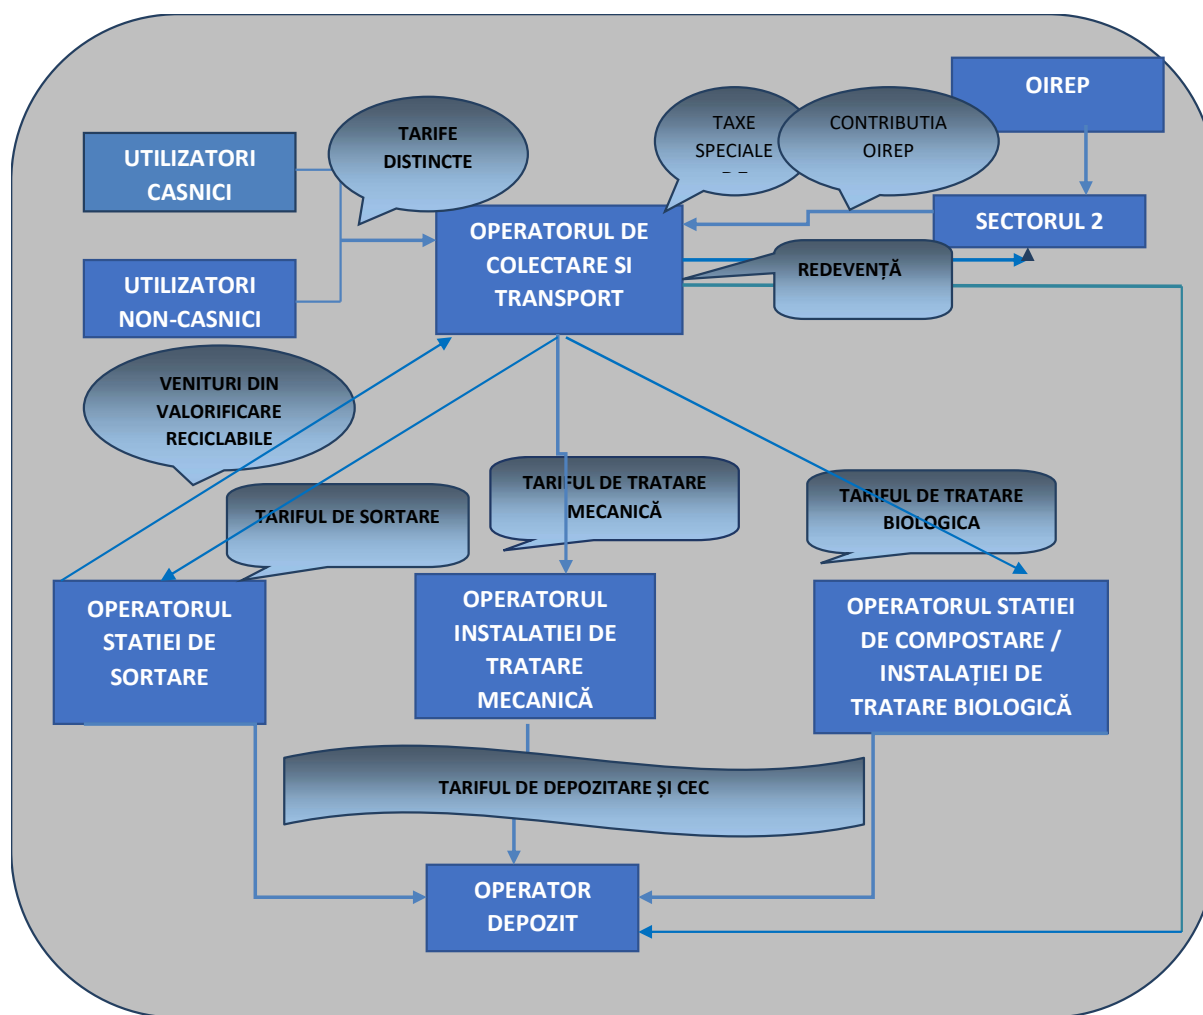 OIREP
TARIFE
DISTINCTE
TAXE
SPECIALE
CONTRIBUTIA
OIREP
UTILIZATORI
CASNICI
SECTORUL 2
OPERATORUL DE
COLECTARE SI
TRANSPORT
REDEVENȚĂ
UTILIZATORI
NON-CASNICI
VENITURI DIN
VALORIFICARE
RECICLABILE
TARIFUL DE SORTARE
TARIFUL DE TRATARE
MECANICĂ
TARIFUL DE TRATARE
BIOLOGICA
OPERATORUL
STATIEI DE
SORTARE
OPERATORUL
INSTALATIEI DE
TRATARE
MECANICĂ
OPERATORUL STATIEI
DE COMPOSTARE /
INSTALAȚIEI DE
TRATARE BIOLOGICĂ
TARIFUL DE DEPOZITARE ȘI CEC
OPERATOR
DEPOZIT